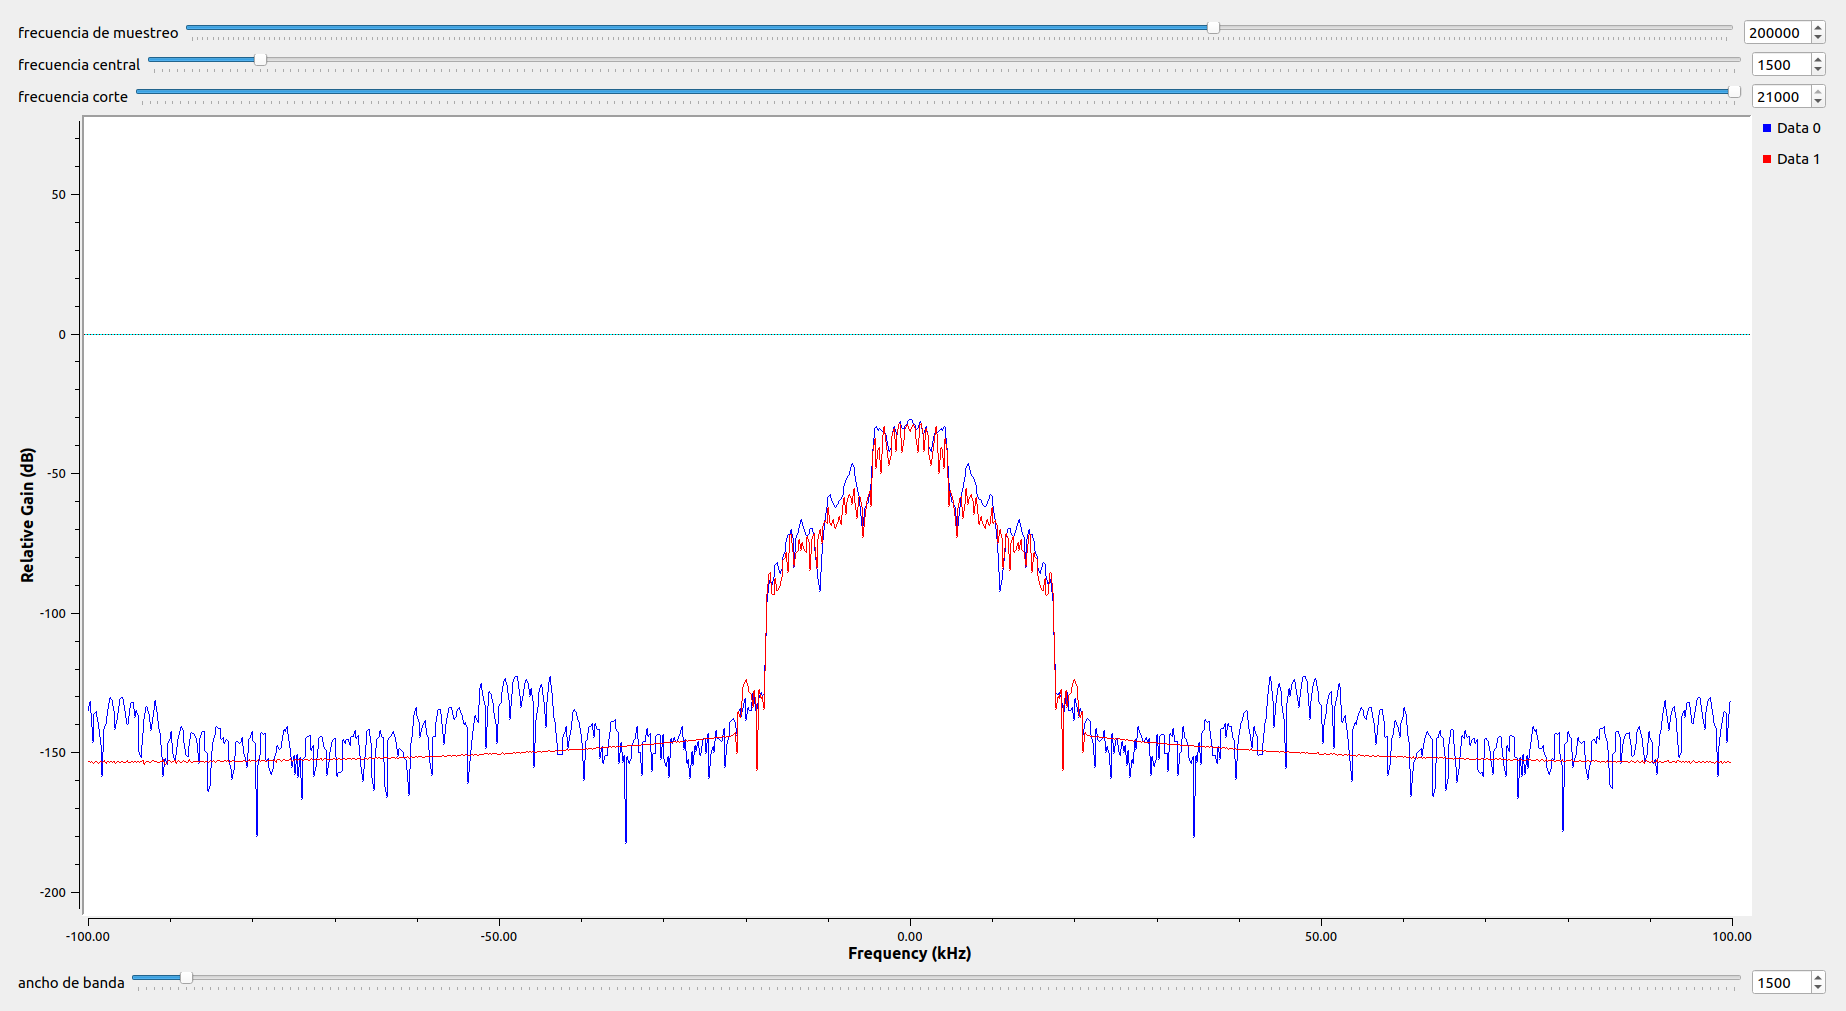 frecuencia de muestreo 200000
frecuencia central 1500
frecuencia corte 21000
Data 0
Data 1
50
0
-50
-100
-150
-200
Relative Gain (dB)
-100.00 -50.00 0.00 50.00 100.00
Frequency (kHz)
ancho de banda 1500